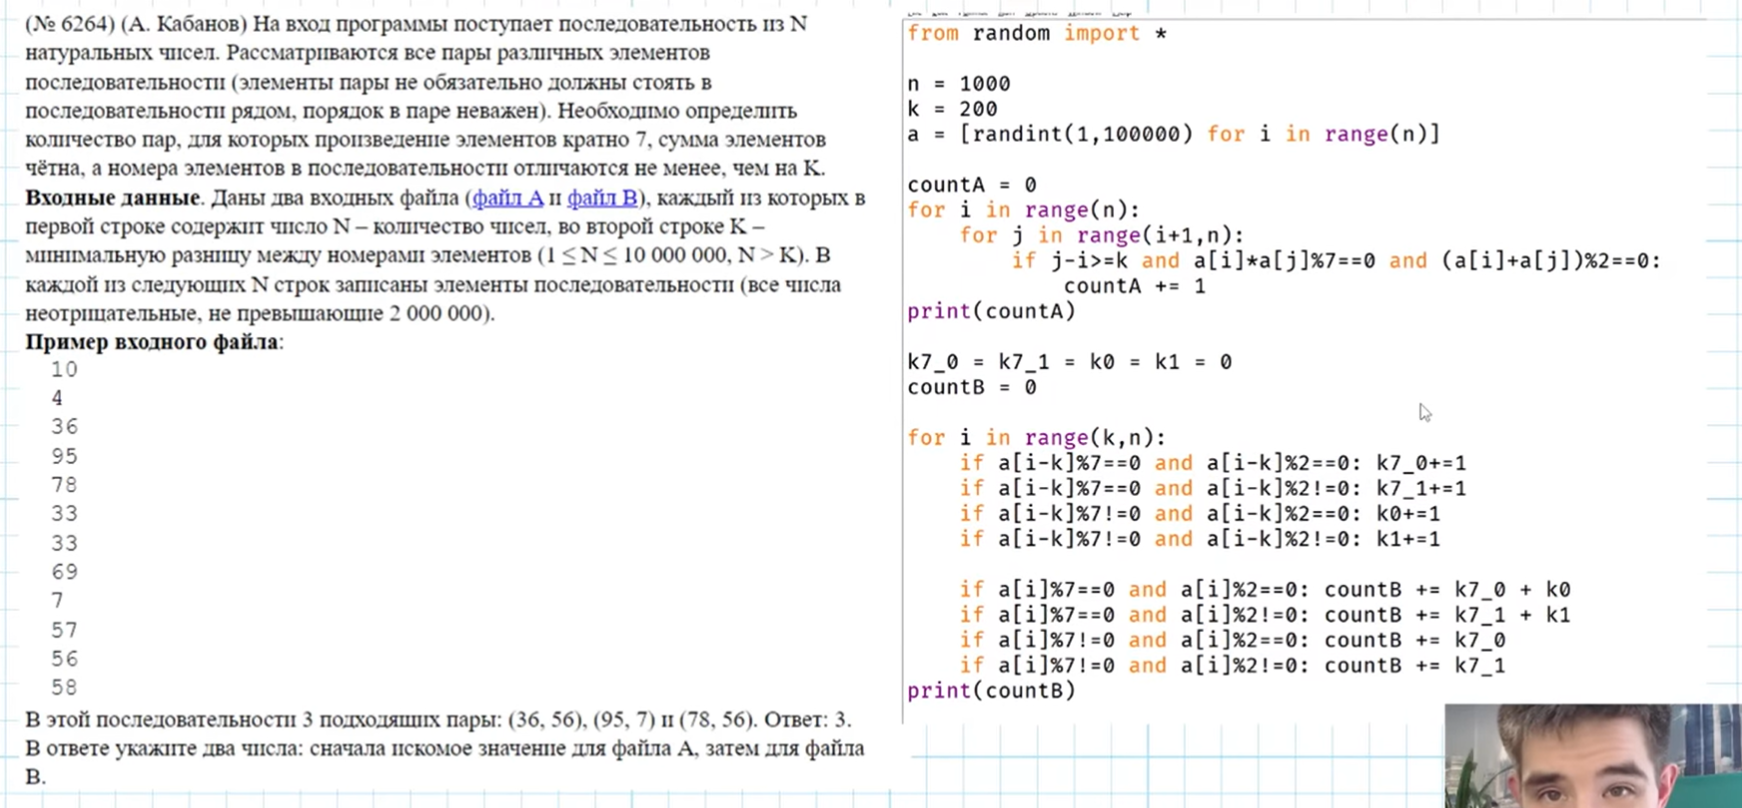 (№ 6264) (А. Кабанов) На вход программы поступает последовательность из N
натуральных чисел. Рассматриваются все пары различных элементов
последовательности (элементы пары не обязательно должны стоять в
последовательности рядом, порядок в паре неважен). Необходимо определить
количество пар, для которых произведение элементов кратно 7, сумма элементов
чётна, а номера элементов в последовательности отличаются не менее, чем на K.
Входные данные. Даны два входных файла (файл A и файл B), каждый из которых в
первой строке содержит число N – количество чисел, во второй строке K –
минимальную разницу между номерами элементов (1 ≤ N ≤ 10 000 000, N > K). В
каждой из следующих N строк записаны элементы последовательности (все числа
неотрицательные, не превышающие 2 000 000).
Пример входного файла:
10
4
36
95
78
33
33
69
7
57
56
58
В этой последовательности 3 подходящих пары: (36, 56), (95, 7) и (78, 56). Ответ: 3.
В ответе укажите два числа: сначала искомое значение для файла А, затем для файла
B.
from random import *
n = 1000
k = 200
a = [randint(1,100000) for i in range(n)]
countA = 0
for i in range(n):
    for j in range(i+1,n):
        if j-i>=k and a[i]*a[j]%7==0 and (a[i]+a[j])%2==0:
            countA += 1
print(countA)
k7_0 = k7_1 = k0 = k1 = 0
countB = 0
for i in range(k,n):
    if a[i-k]%7==0 and a[i-k]%2==0: k7_0+=1
    if a[i-k]%7==0 and a[i-k]%2!=0: k7_1+=1
    if a[i-k]%7!=0 and a[i-k]%2==0: k0+=1
    if a[i-k]%7!=0 and a[i-k]%2!=0: k1+=1
    if a[i]%7==0 and a[i]%2==0: countB += k7_0 + k0
    if a[i]%7==0 and a[i]%2!=0: countB += k7_1 + k1
    if a[i]%7!=0 and a[i]%2==0: countB += k7_0
    if a[i]%7!=0 and a[i]%2!=0: countB += k7_1
print(countB)